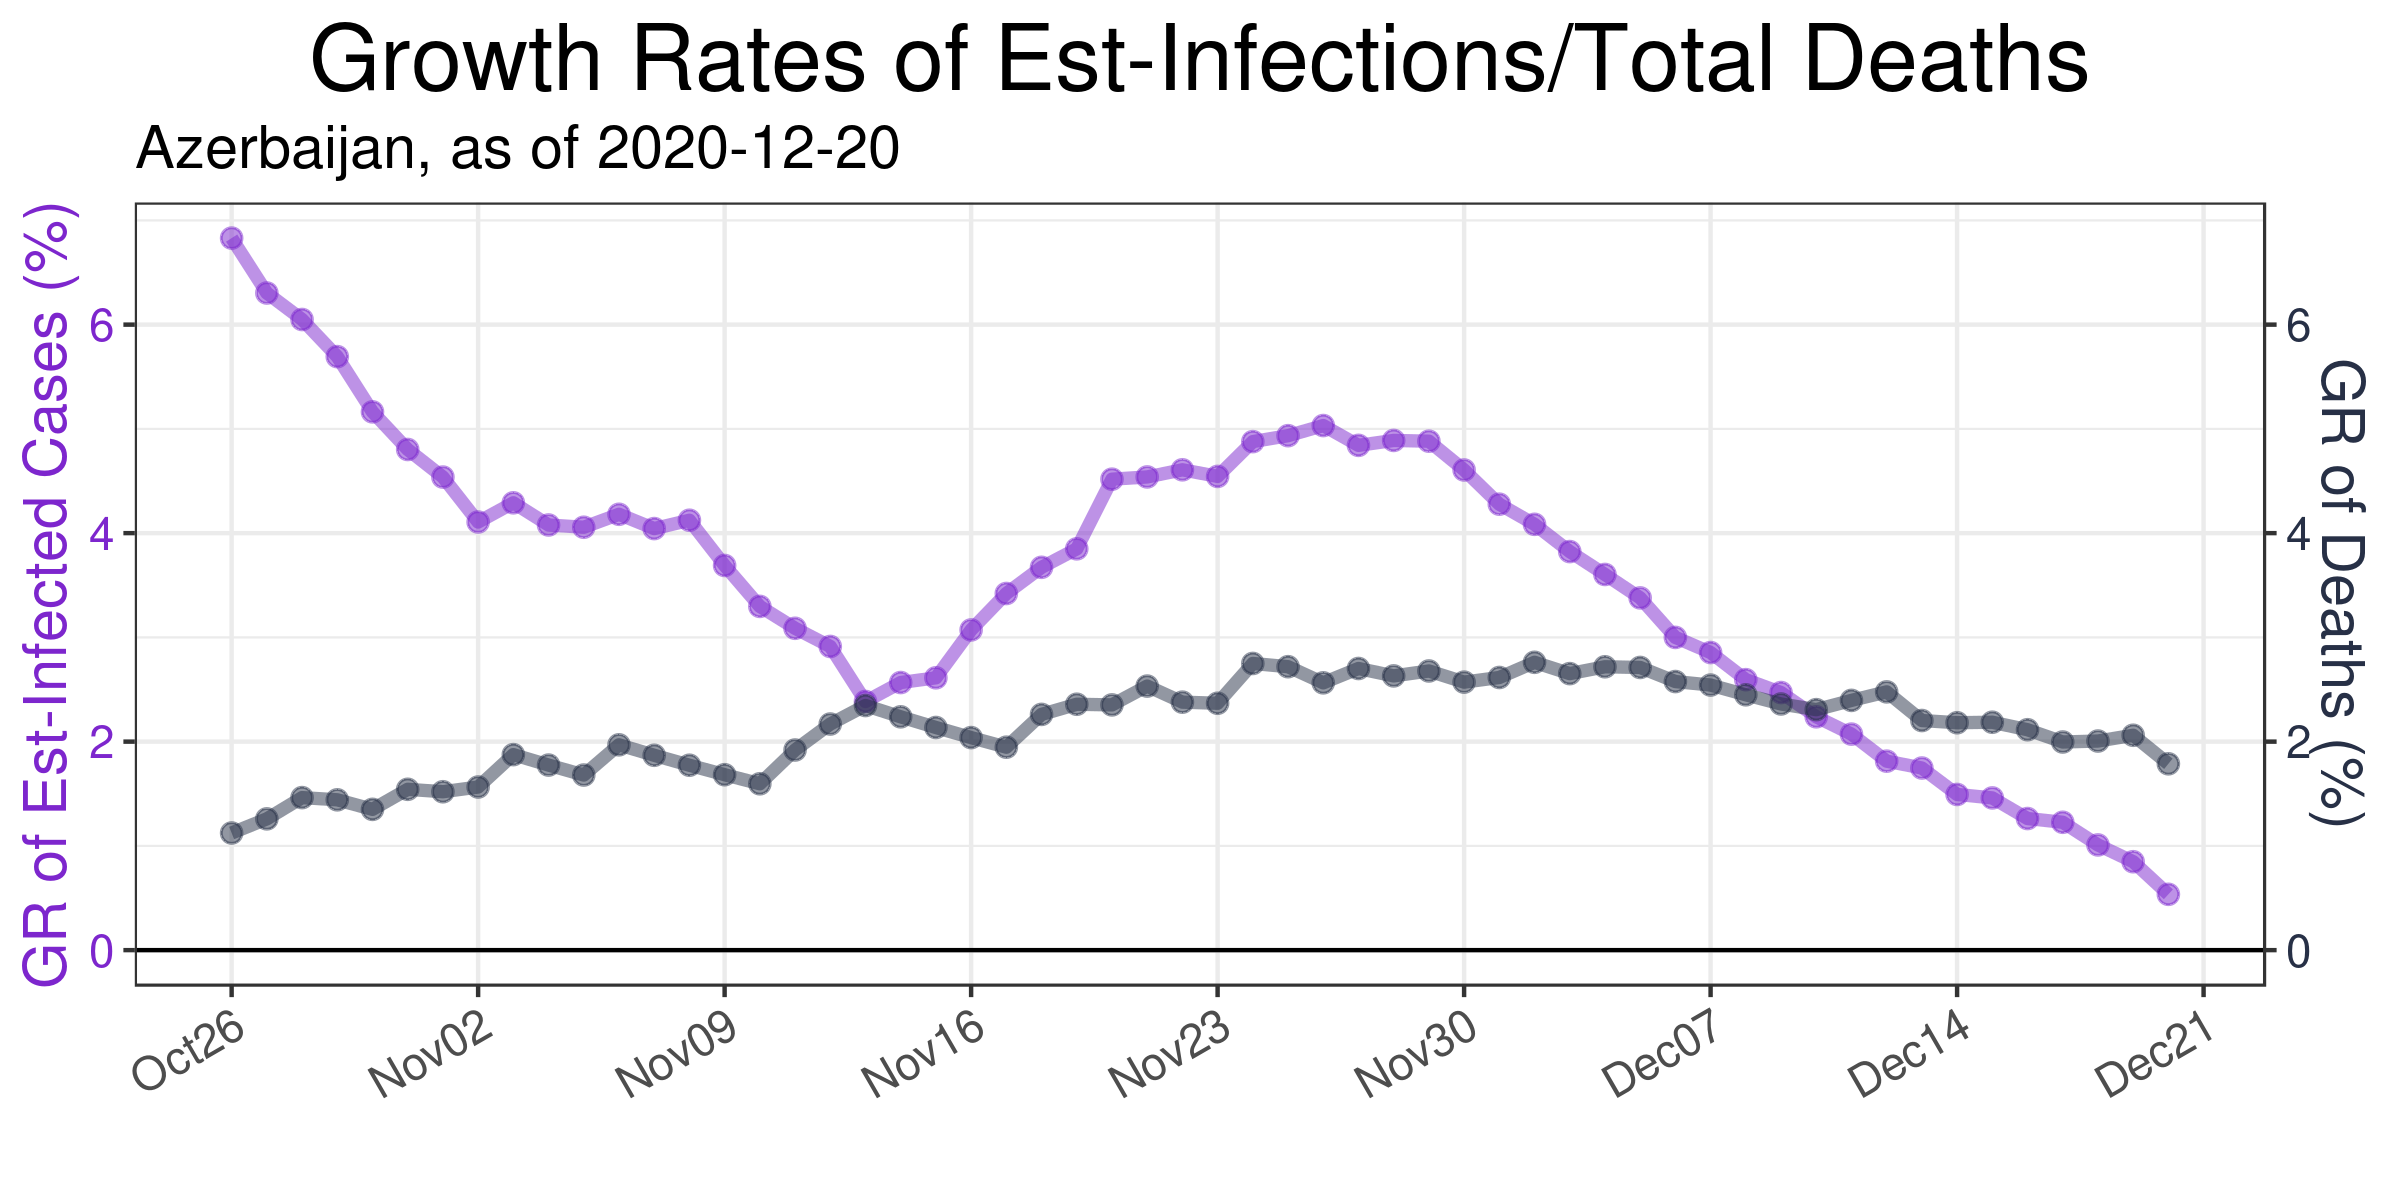 Growth Rates of Est-Infections/Total Deaths
Azerbaijan, as of 2020-12-20
GR of Est-Infected Cases (%)
6
4
2
0
6
4
2
0
GR of Deaths (%)
Oct26
Nov02
Nov09
Nov16
Nov23
Nov30
Dec07
Dec14
Dec21